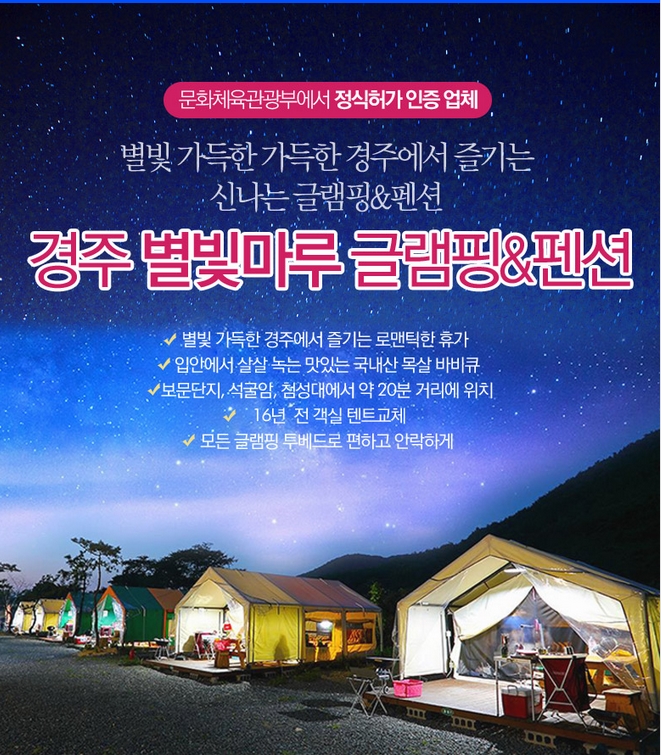 문화체육관광부에서 정식허가 인증 업체
별빛 가득한 가득한 경주에서 즐기는
신나는 글램핑&펜션
경주 별빛마루 글램핑&펜션
별빛 가득한 경주에서 즐기는 로맨틱한 휴가
입안에서 살살 녹는 맛있는 국내산 목살 바비큐
보문단지, 석굴암, 첨성대에서 약 20분 거리에 위치
16년 전 객실 텐트교체
모든 글램핑 투베드로 편하고 안락하게